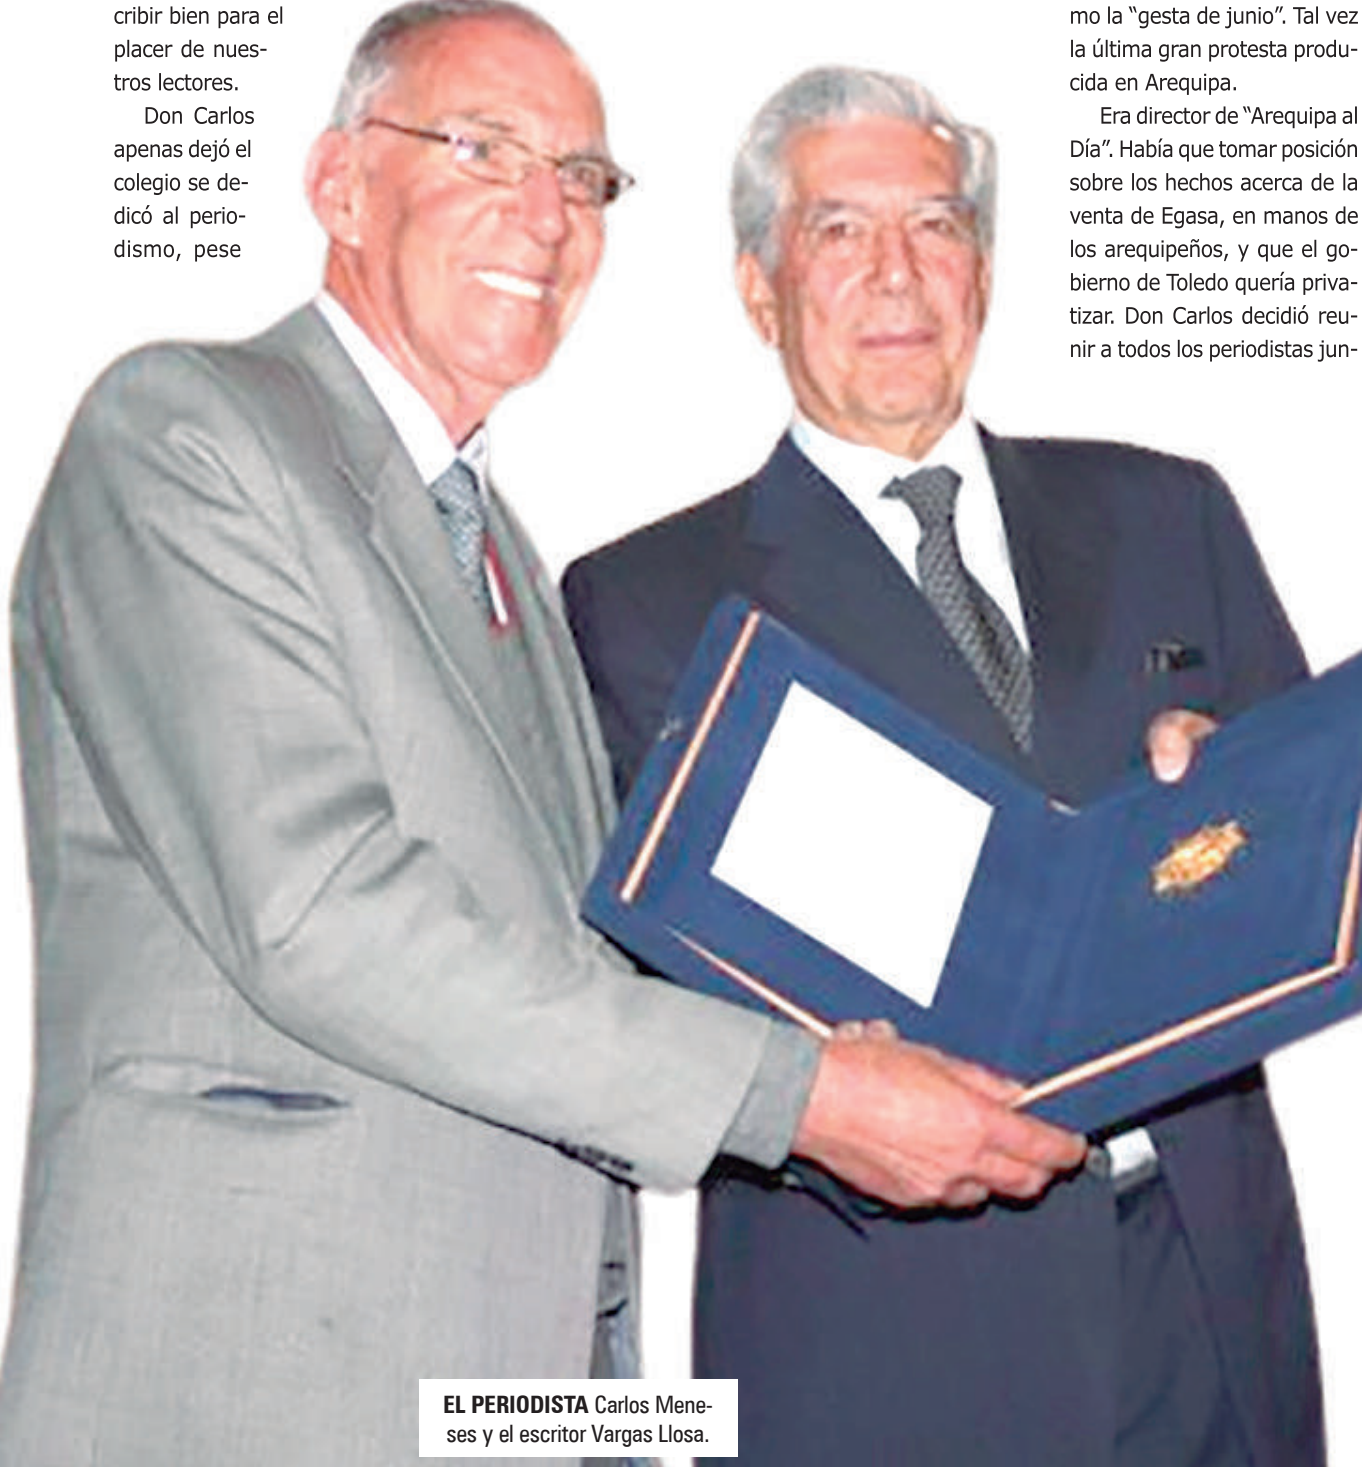 cribir bien para el
placer de nues-
tros lectores.
Don Carlos
apenas dejó el
colegio se de-
dicó al perio-
dismo, pese
mo la “gesta de junio”. Tal vez
la última gran protesta produ-
cida en Arequipa.
Era director de “Arequipa al
Día”. Había que tomar posición
sobre los hechos acerca de la
venta de Egasa, en manos de
los arequipeños, y que el go-
bierno de Toledo quería priva-
tizar. Don Carlos decidió reu-
nir a todos los periodistas jun-
EL PERIODISTA Carlos Mene-
ses y el escritor Vargas Llosa.